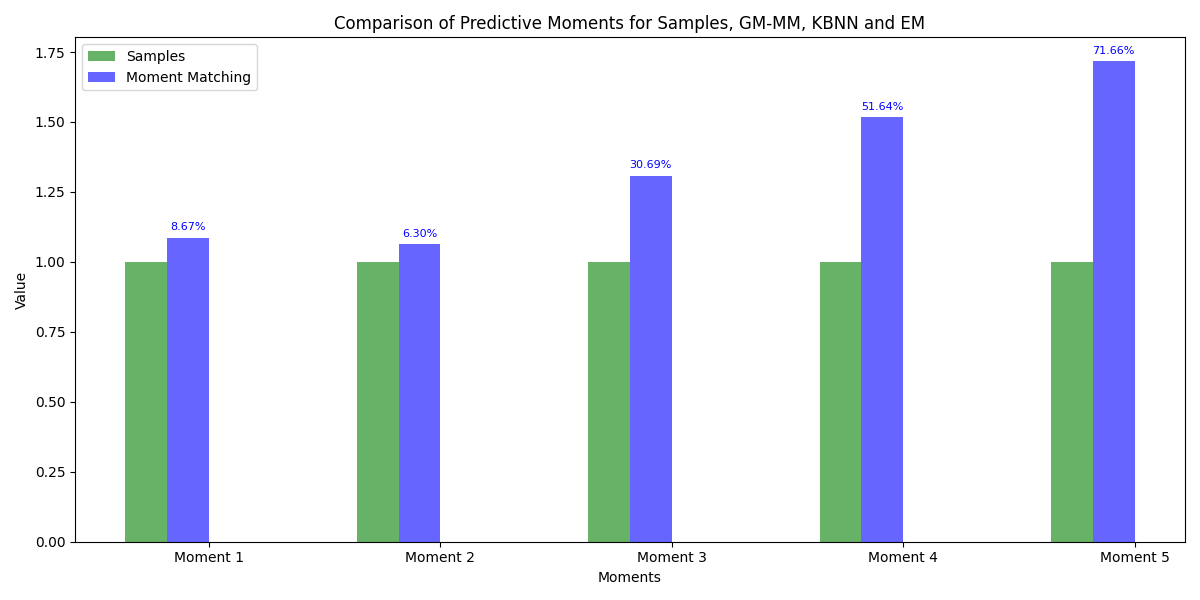 Comparison of Predictive Moments for Samples, GM-MM, KBNN and EM
Samples
Moment Matching
8.67%
6.30%
30.69%
51.64%
71.66%
Value
1.75
1.50
1.25
1.00
0.75
0.50
0.25
0.00
Moment 1 Moment 2 Moment 3 Moment 4 Moment 5
Moments